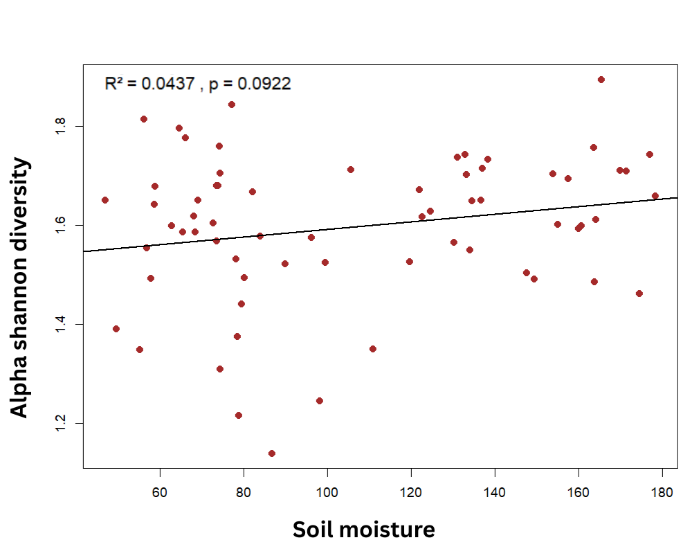 R² = 0.0437 , p = 0.0922
Alpha shannon diversity
1.8
1.6
1.4
1.2
60 80 100 120 140 160 180
Soil moisture